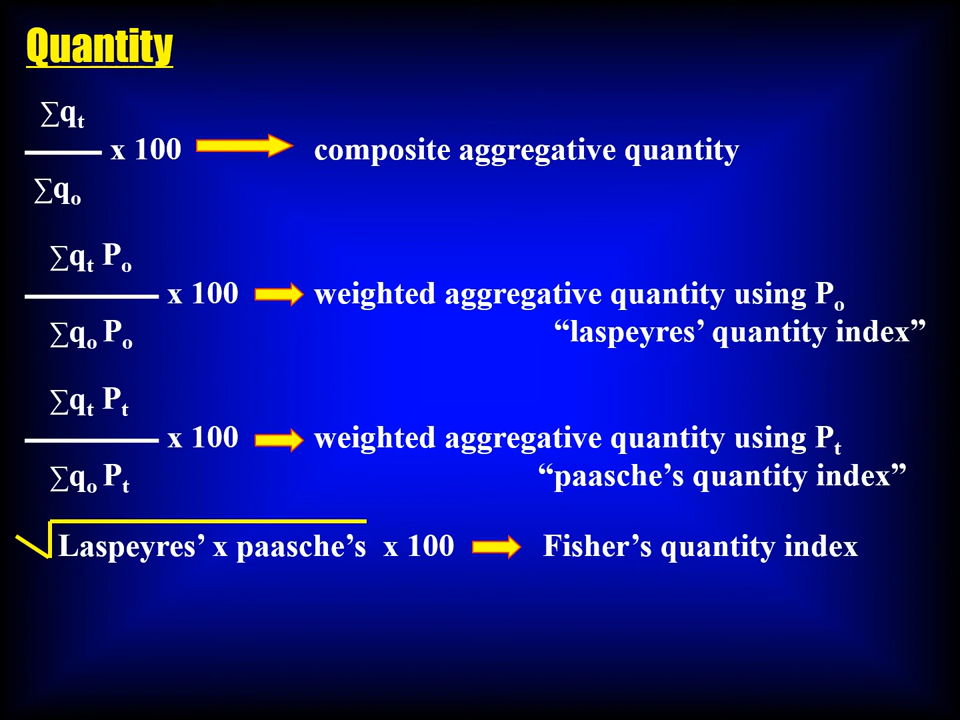 Quantity
∑qt
x 100 composite aggregative quantity
∑qo
∑qt Po
x 100 weighted aggregative quantity using Po
∑qo Po “laspeyres’ quantity index”
∑qt Pt
x 100 weighted aggregative quantity using Pt
∑qo Pt “paasche’s quantity index”
√Laspeyres’ x paasche’s x 100 Fisher’s quantity index